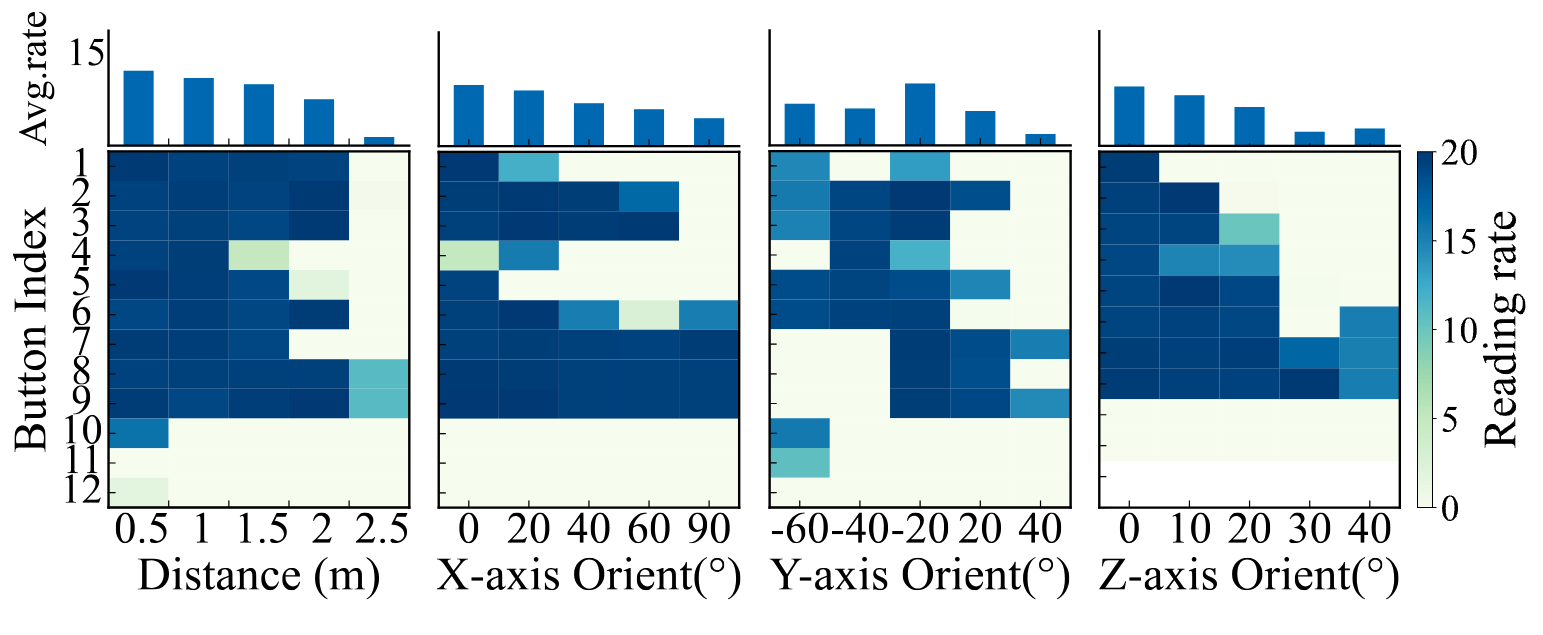 Avg.rate
15
Button Index
1
2
3
4
5
6
7
8
9
10
11
12
0.5 1 1.5 2 2.5
Distance (m)
0 20 40 60 90
X-axis Orient(°)
-60 -40 -20 20 40
Y-axis Orient(°)
0 10 20 30 40
Z-axis Orient(°)
20
15
10
5
0
Reading rate